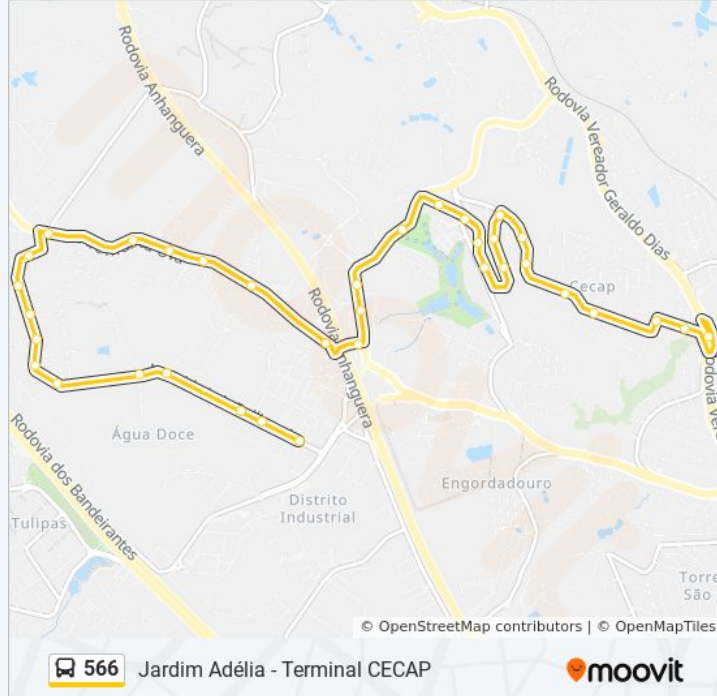 Rodovia Anhanguera
Rodovia Vereador Geraldo Dias
Cecap
Rodovia Anhanguera
Água Doce
Rodovia dos Bandeirantes
Engordadouro
Distrito
Industrial
Tulipas
Torre
São
© OpenStreetMap contributors | © OpenMapTiles
566 Jardim Adélia - Terminal CECAP
moovit